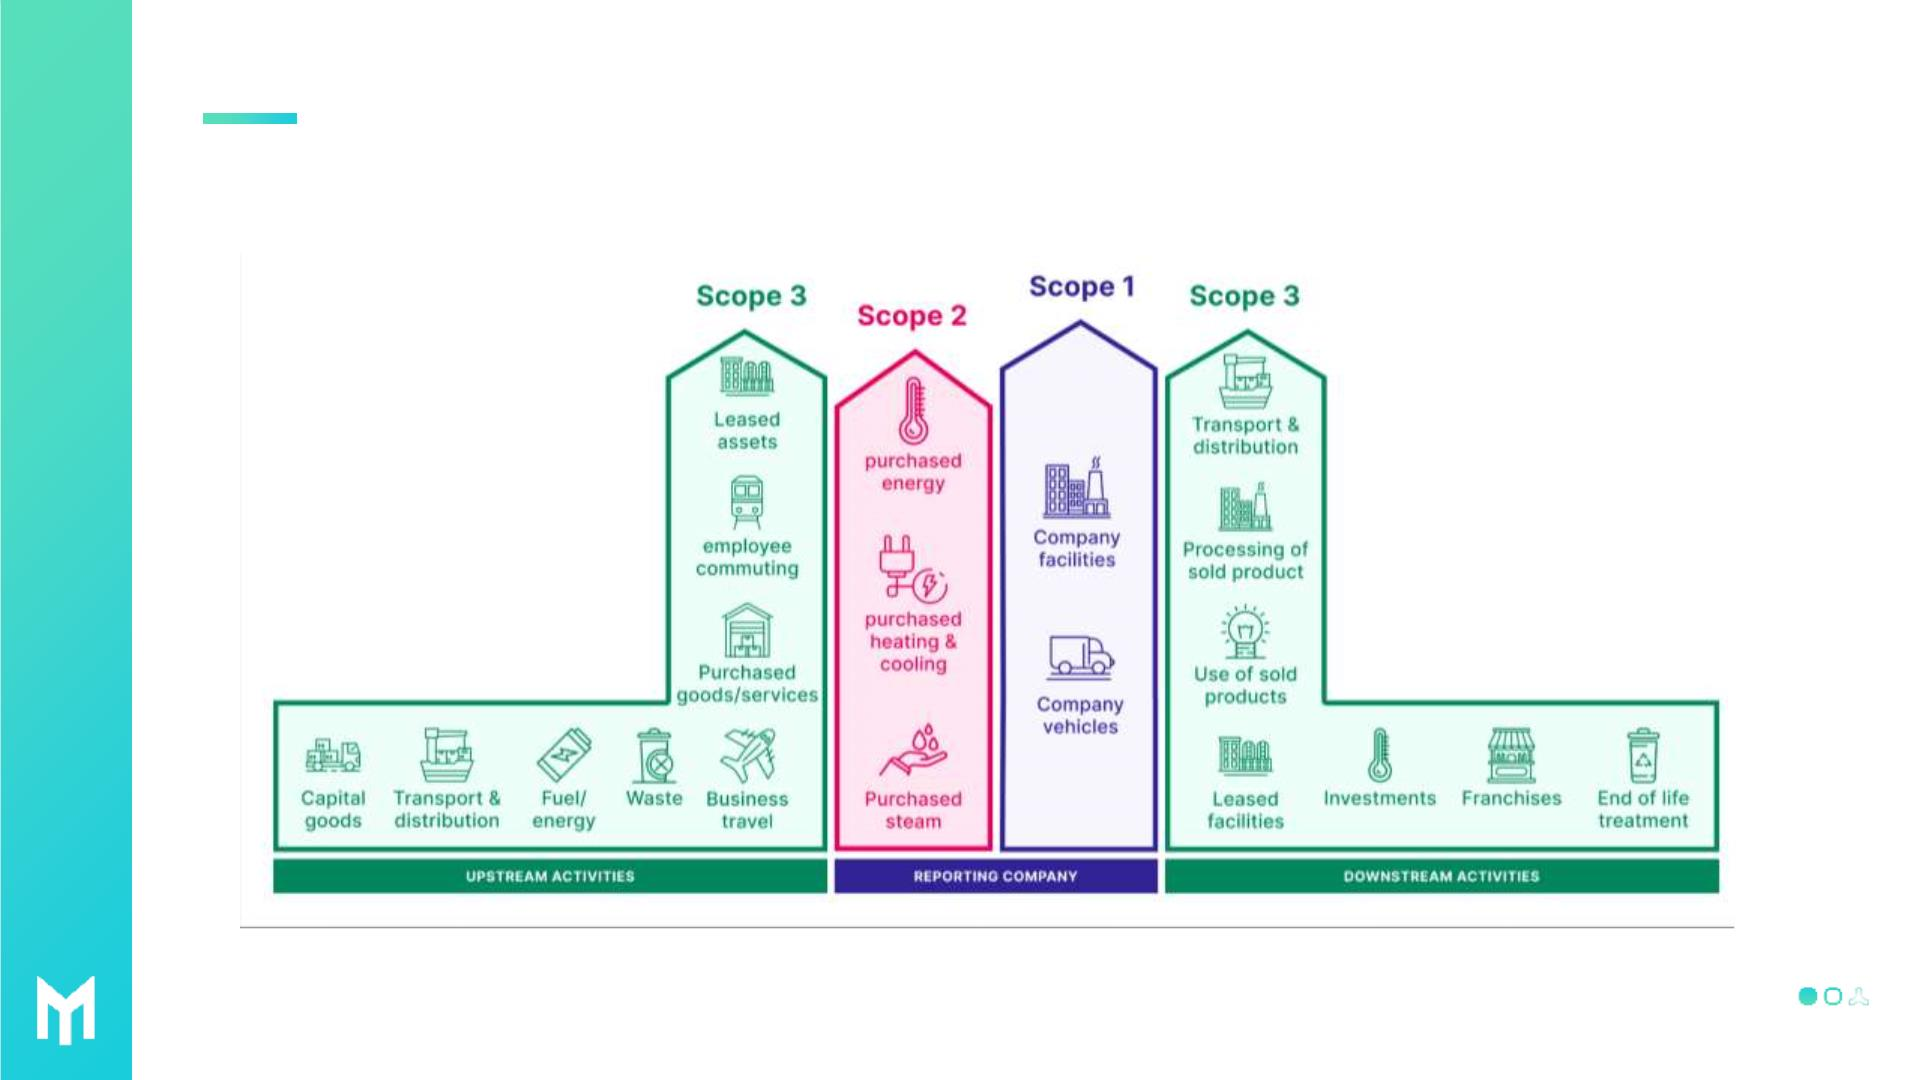 Scope 3
Leased
assets
employee
commuting
Purchased
goods/services
Capital
goods
Transport &
distribution
Fuel/
energy
Waste
Business
travel
UPSTREAM ACTIVITIES
Scope 2
purchased
energy
purchased
heating &
cooling
Purchased
steam
Scope 1
Company
facilities
Company
vehicles
REPORTING COMPANY
Scope 3
Transport &
distribution
Processing of
sold product
Use of sold
products
Leased
facilities
Investments
Franchises
End of life
treatment
DOWNSTREAM ACTIVITIES